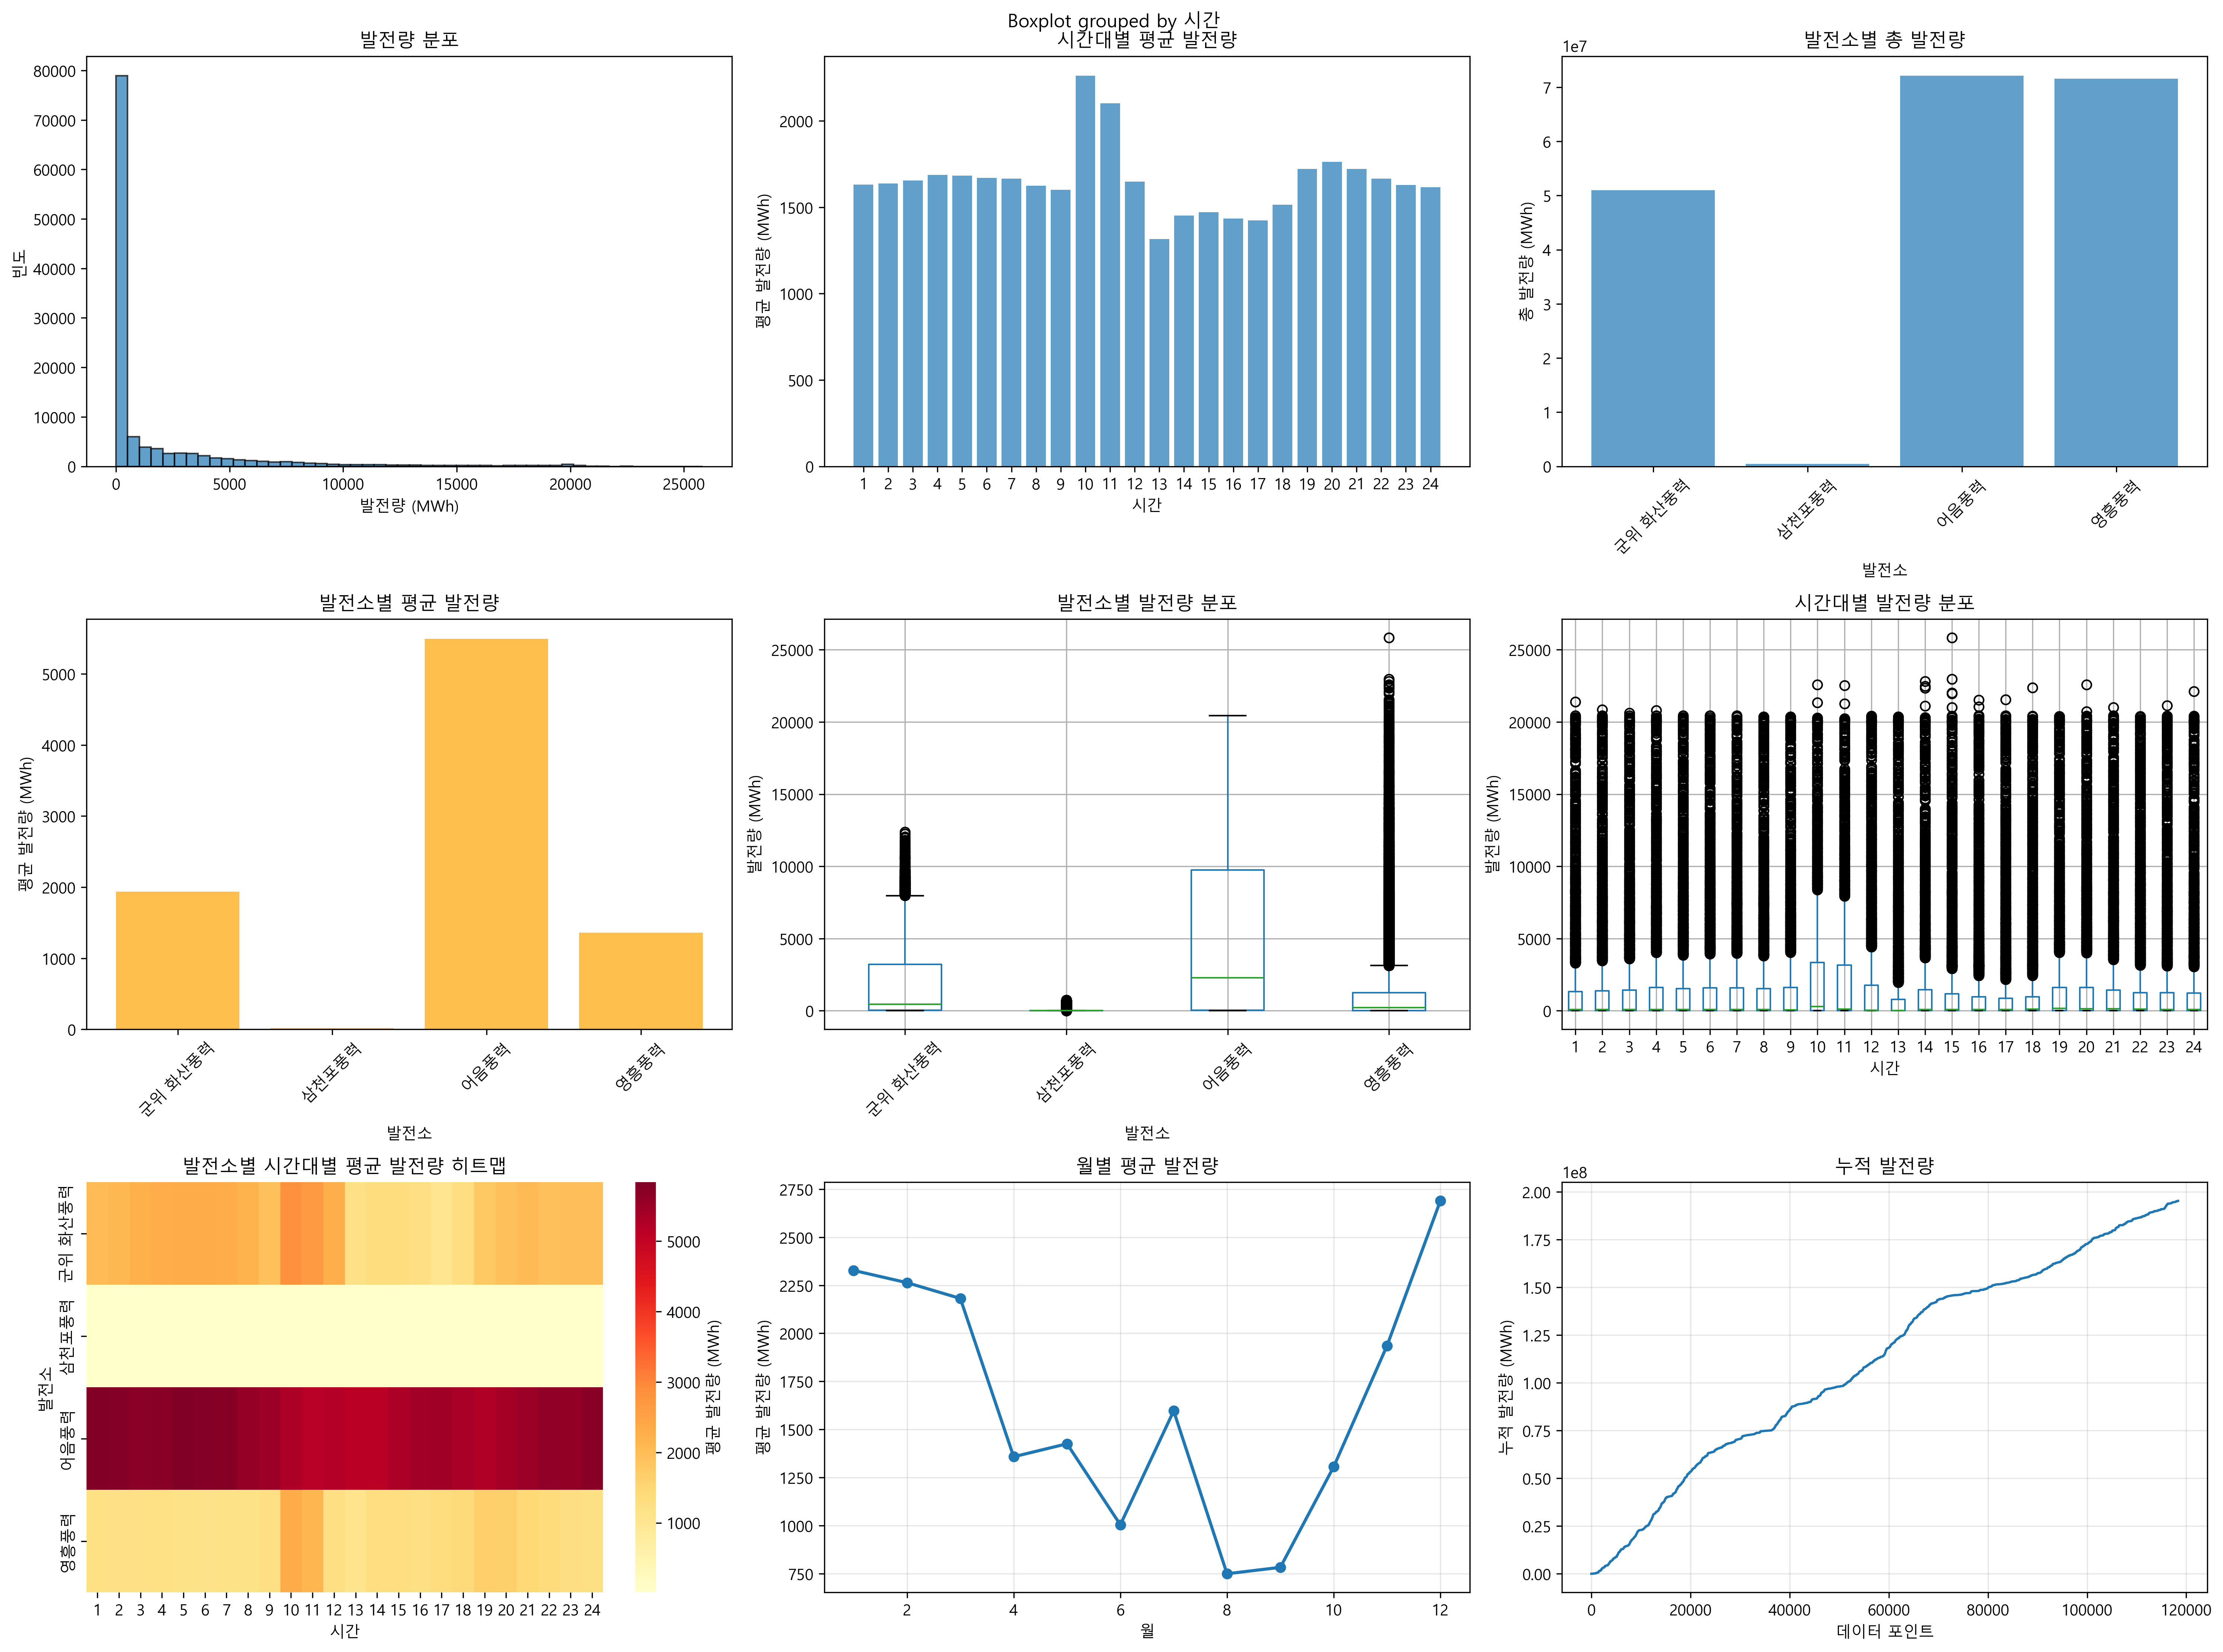 Boxplot grouped by 시간
발전량 분포
80000
70000
60000
50000
40000
30000
20000
10000
0
빈도
0 5000 10000 15000 20000 25000
발전량 (MWh)
시간대별 평균 발전량
2000
1500
1000
500
0
평균 발전량 (MWh)
1 2 3 4 5 6 7 8 9 10 11 12 13 14 15 16 17 18 19 20 21 22 23 24
시간
발전소별 총 발전량
1e7
7
6
5
4
3
2
1
0
총 발전량 (MWh)
군위 화산풍력 삼천포풍력 어음풍력 영흥풍력
발전소
발전소별 평균 발전량
5000
4000
3000
2000
1000
0
평균 발전량 (MWh)
군위 화산풍력 삼천포풍력 어음풍력 영흥풍력
발전소
발전소별 발전량 분포
25000
20000
15000
10000
5000
0
발전량 (MWh)
군위 화산풍력 삼천포풍력 어음풍력 영흥풍력
발전소
시간대별 발전량 분포
25000
20000
15000
10000
5000
0
발전량 (MWh)
1 2 3 4 5 6 7 8 9 10 11 12 13 14 15 16 17 18 19 20 21 22 23 24
시간
발전소별 시간대별 평균 발전량 히트맵
군위 화산풍력
삼천포풍력
어음풍력
영흥풍력
발전소
1 2 3 4 5 6 7 8 9 10 11 12 13 14 15 16 17 18 19 20 21 22 23 24
시간
5000
4000
3000
2000
1000
평균 발전량 (MWh)
월별 평균 발전량
2750
2500
2250
2000
1750
1500
1250
1000
750
평균 발전량 (MWh)
2 4 6 8 10 12
월
누적 발전량
1e8
2.00
1.75
1.50
1.25
1.00
0.75
0.50
0.25
0.00
누적 발전량 (MWh)
0 20000 40000 60000 80000 100000 120000
데이터 포인트